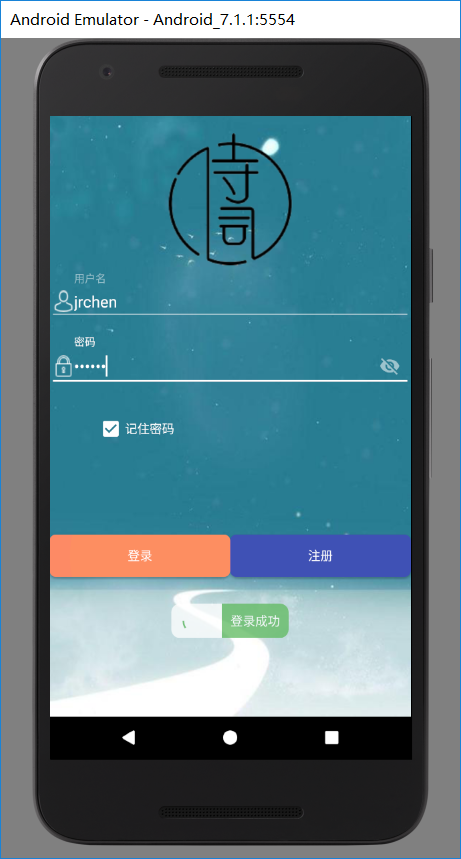 Android Emulator - Android_7.1.1:5554
诗词
用户名
jrchen
密码
••••••
记住密码
登录
注册
登录成功